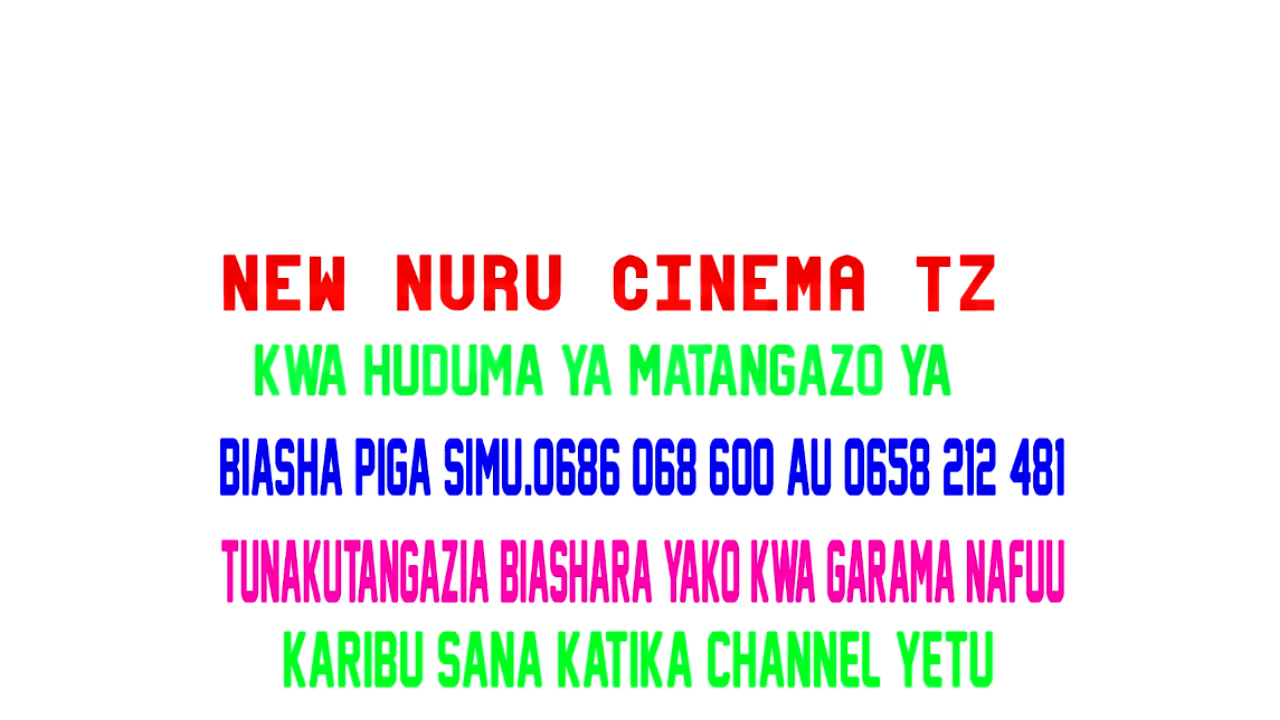 NEW NURU CINEMA TZ
KWA HUDUMA YA MATANGAZO YA
BIASHA PIGA SIMU.0686 068 600 AU 0658 212 481
TUNAKUTANGAZIA BIASHARA YAKO KWA GARAMA NAFUU
KARIBU SANA KATIKA CHANNEL YETU